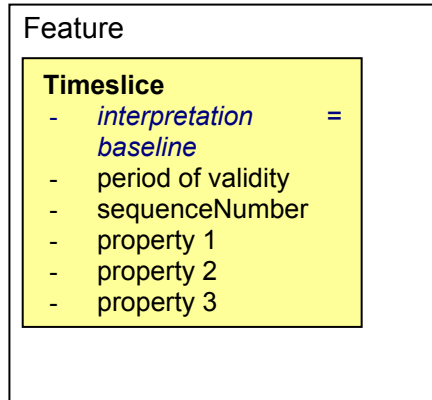 Feature
Timeslice
- interpretation =
baseline
- period of validity
- sequenceNumber
- property 1
- property 2
- property 3